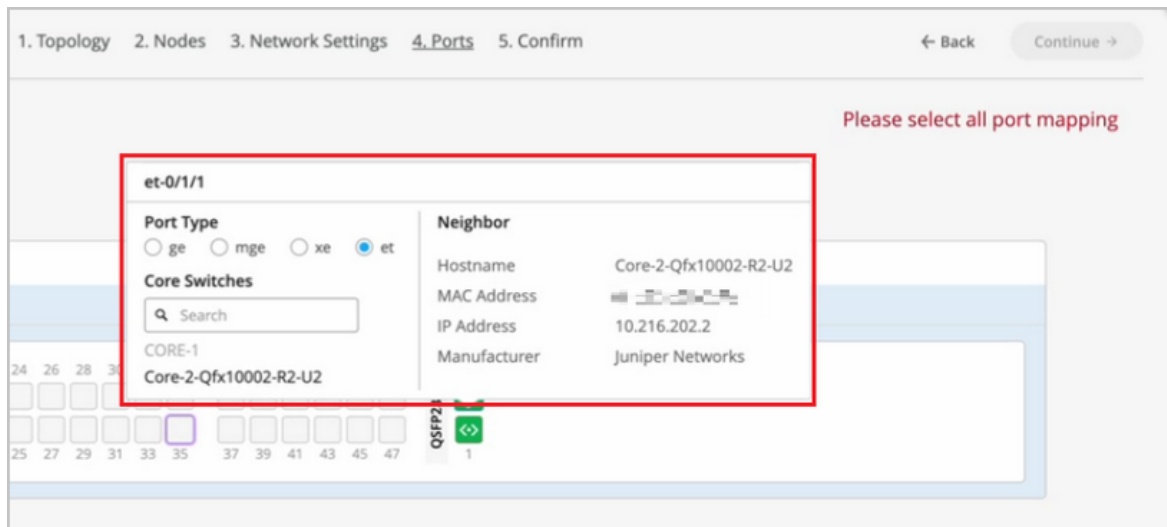 1. Topology 2. Nodes 3. Network Settings 4. Ports 5. Confirm ← Back Continue →
Please select all port mapping
et-0/1/1
Port Type
ge mge xe et
Core Switches
Search
CORE-1
Core-2-Qfx10002-R2-U2
Neighbor
Hostname Core-2-Qfx10002-R2-U2
MAC Address
IP Address 10.216.202.2
Manufacturer Juniper Networks
24 26 28
25 27 29 31 33 35 37 39 41 43 45 47 1